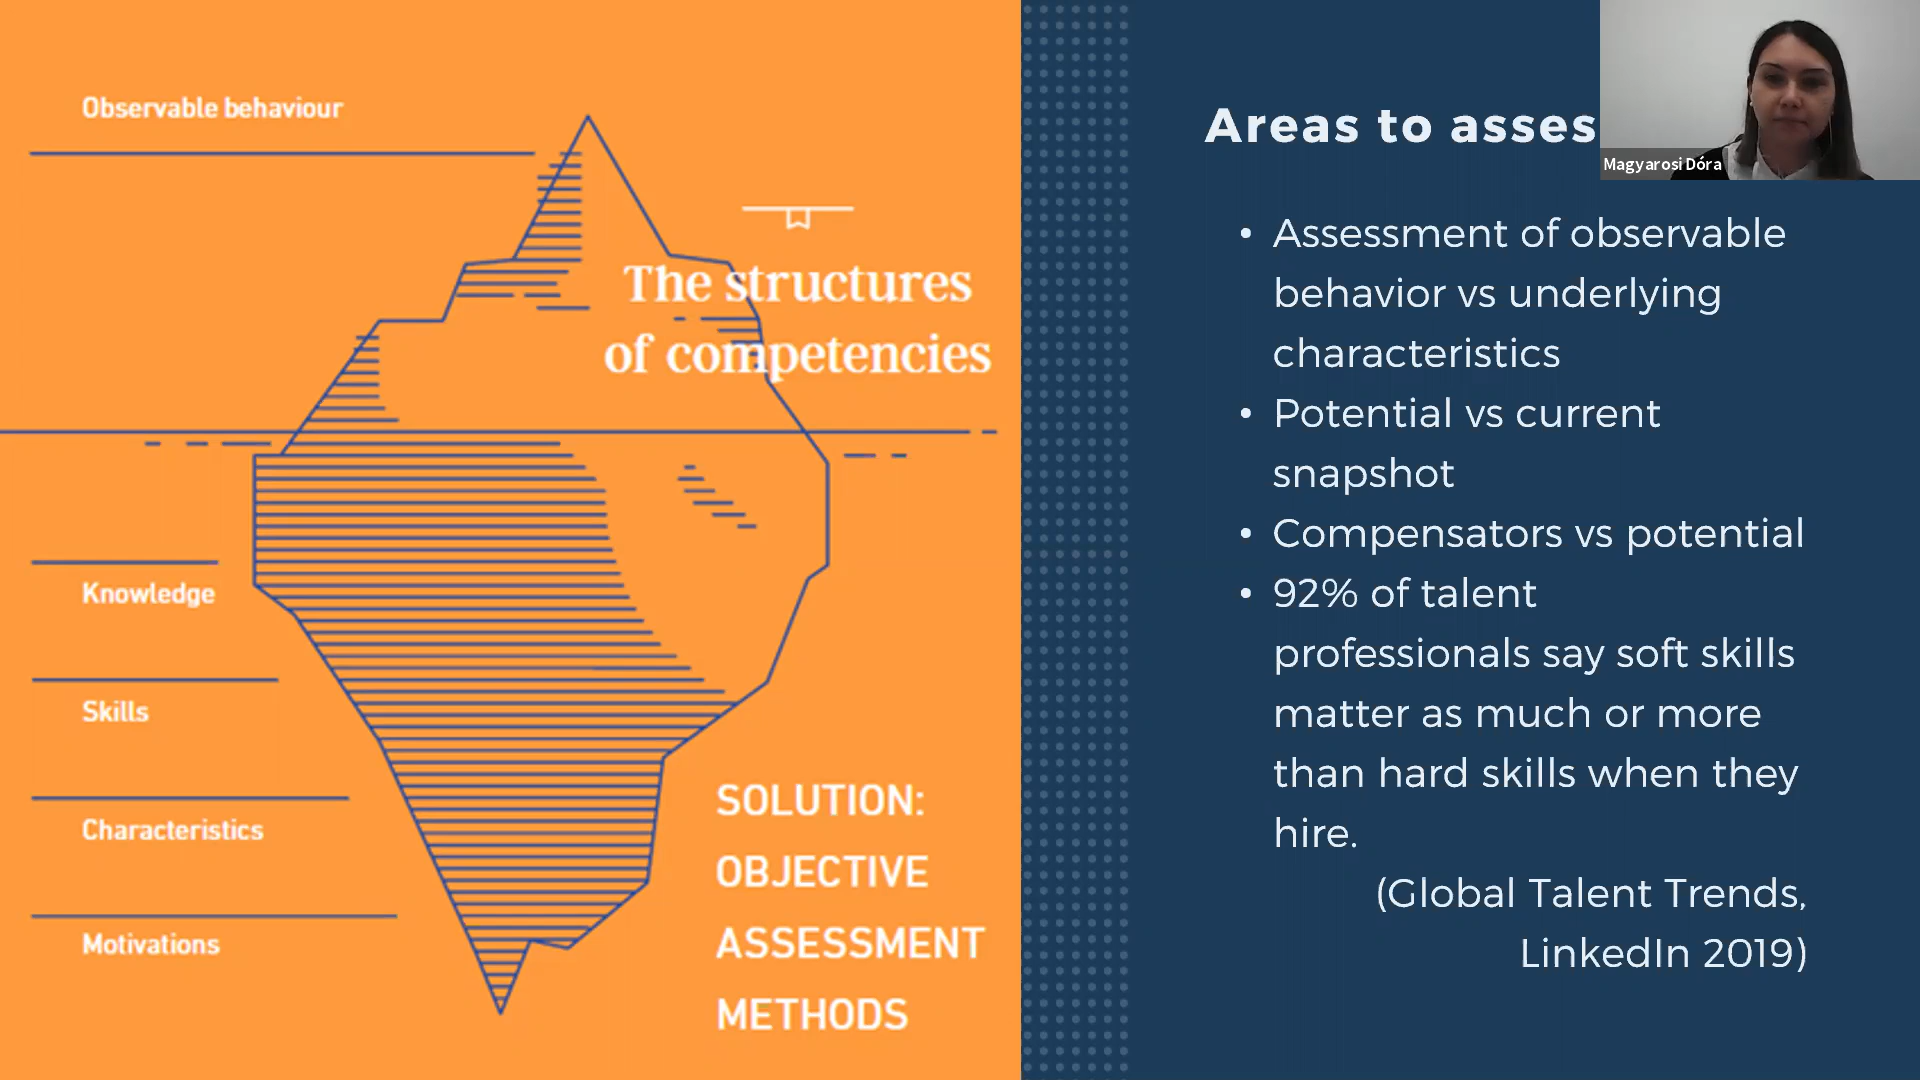 Observable behaviour
The structures
of competencies
Knowledge
Skills
Characteristics
Motivations
SOLUTION:
OBJECTIVE
ASSESSMENT
METHODS
Areas to asses
Magyarosi Dóra
• Assessment of observable
behavior vs underlying
characteristics
• Potential vs current
snapshot
• Compensators vs potential
• 92% of talent
professionals say soft skills
matter as much or more
than hard skills when they
hire.
(Global Talent Trends,
LinkedIn 2019)